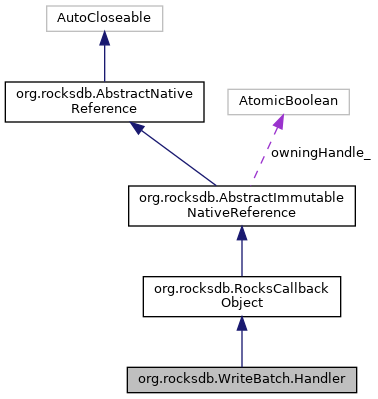 AutoCloseable
org.rocksdb.AbstractNative
Reference
AtomicBoolean
owningHandle_
org.rocksdb.AbstractImmutable
NativeReference
org.rocksdb.RocksCallback
Object
org.rocksdb.WriteBatch.Handler